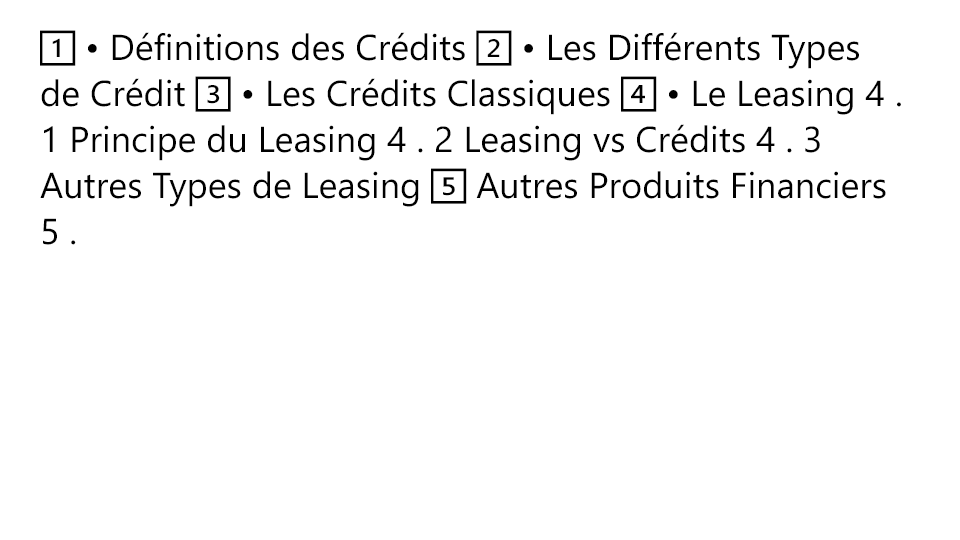 1️⃣ • Définitions des Crédits 2️⃣ • Les Différents Types
de Crédit 3️⃣ • Les Crédits Classiques 4️⃣ • Le Leasing 4 .
1 Principe du Leasing 4 . 2 Leasing vs Crédits 4 . 3
Autres Types de Leasing 5️⃣ Autres Produits Financiers
5 .